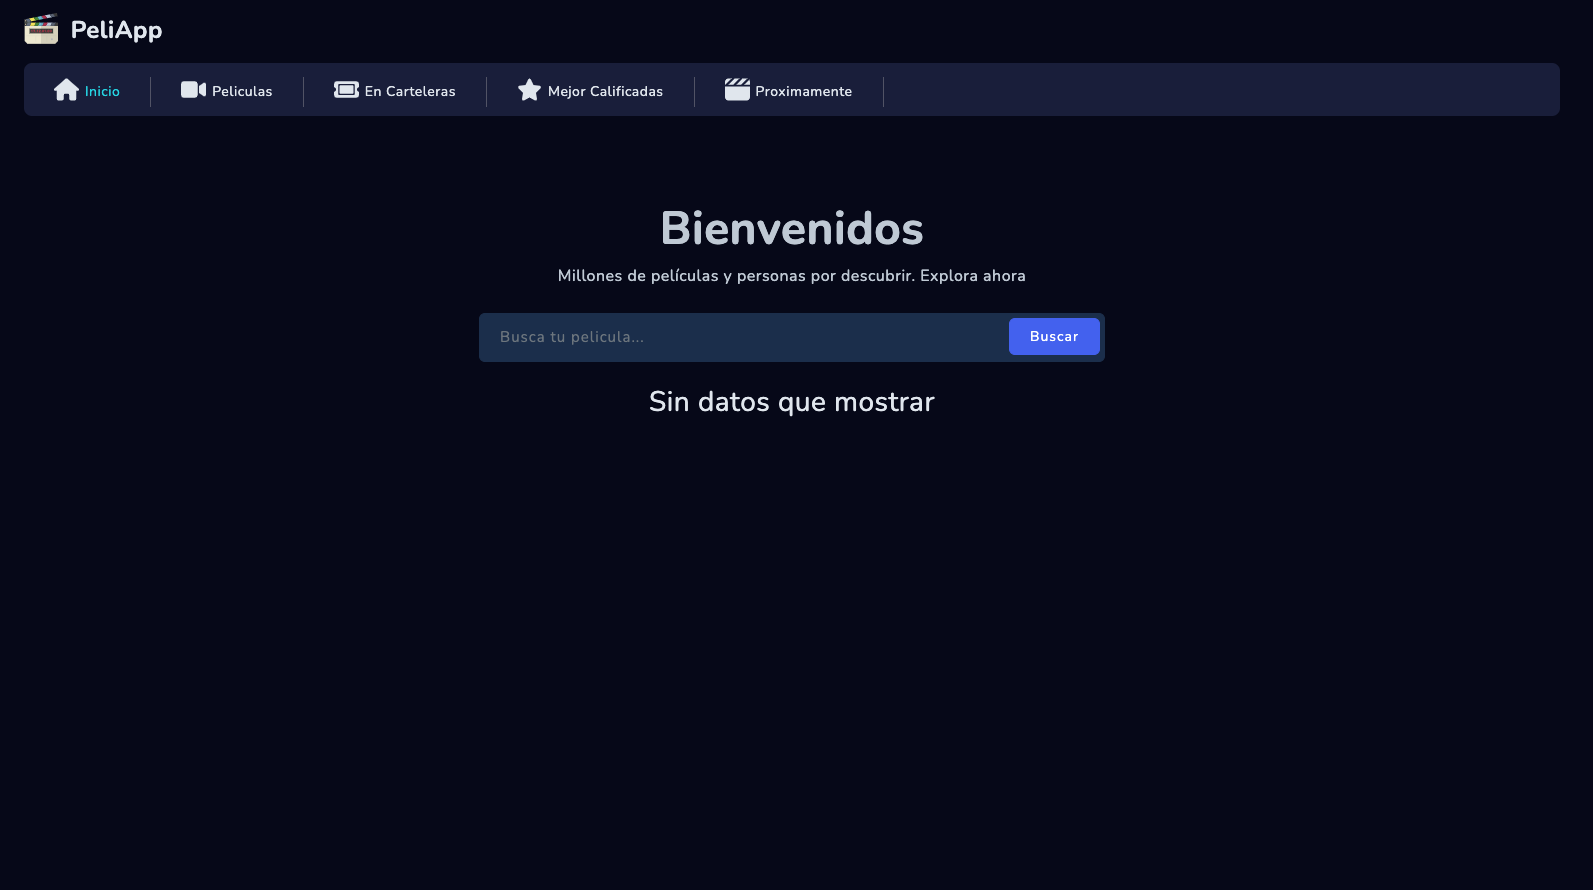 PeliApp
Inicio
Peliculas
En Carteleras
Mejor Calificadas
Proximamente
Bienvenidos
Millones de películas y personas por descubrir. Explora ahora
Busca tu pelicula...
Buscar
Sin datos que mostrar